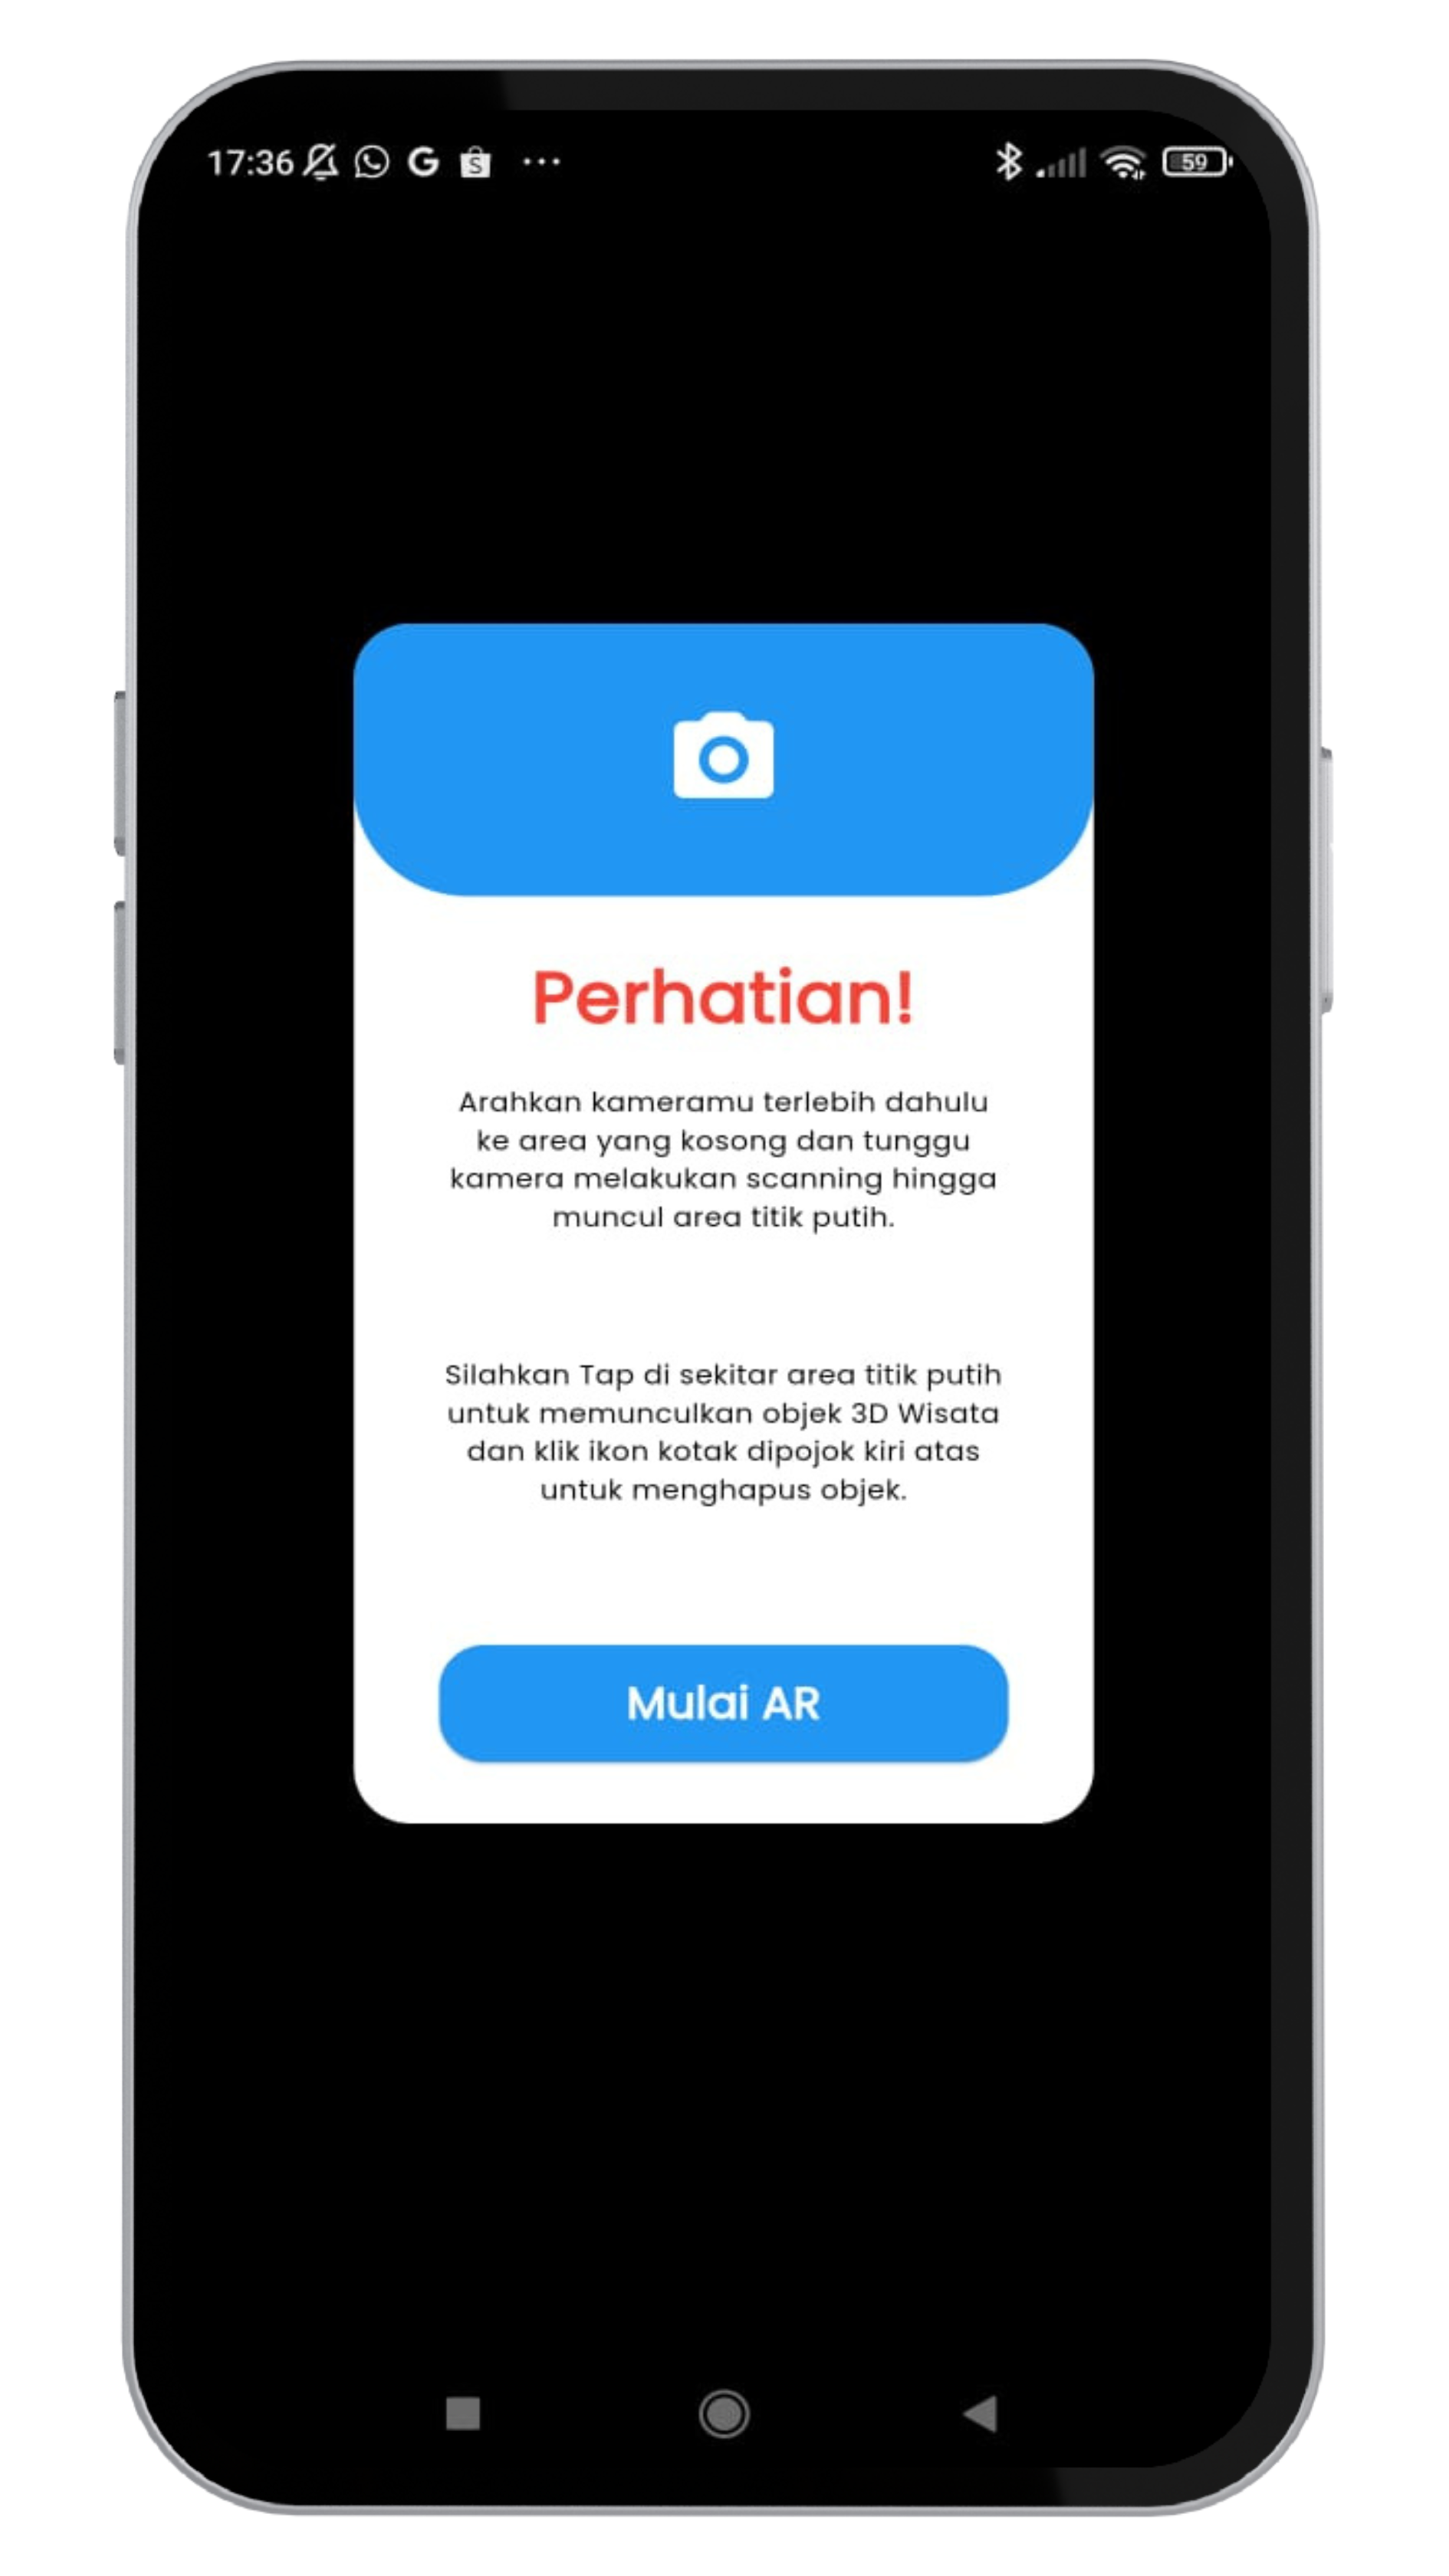 17:36 59
Perhatian!
Arahkan kameramu terlebih dahulu
ke area yang kosong dan tunggu
kamera melakukan scanning hingga
muncul area titik putih.
Silahkan Tap di sekitar area titik putih
untuk memunculkan objek 3D Wisata
dan klik ikon kotak dipojok kiri atas
untuk menghapus objek.
Mulai AR